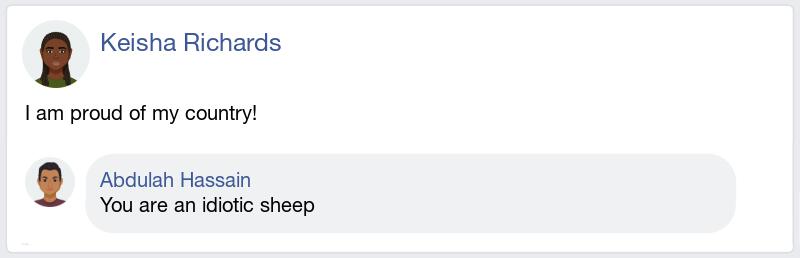 Keisha Richards
I am proud of my country!
Abdulah Hassain
You are an idiotic sheep